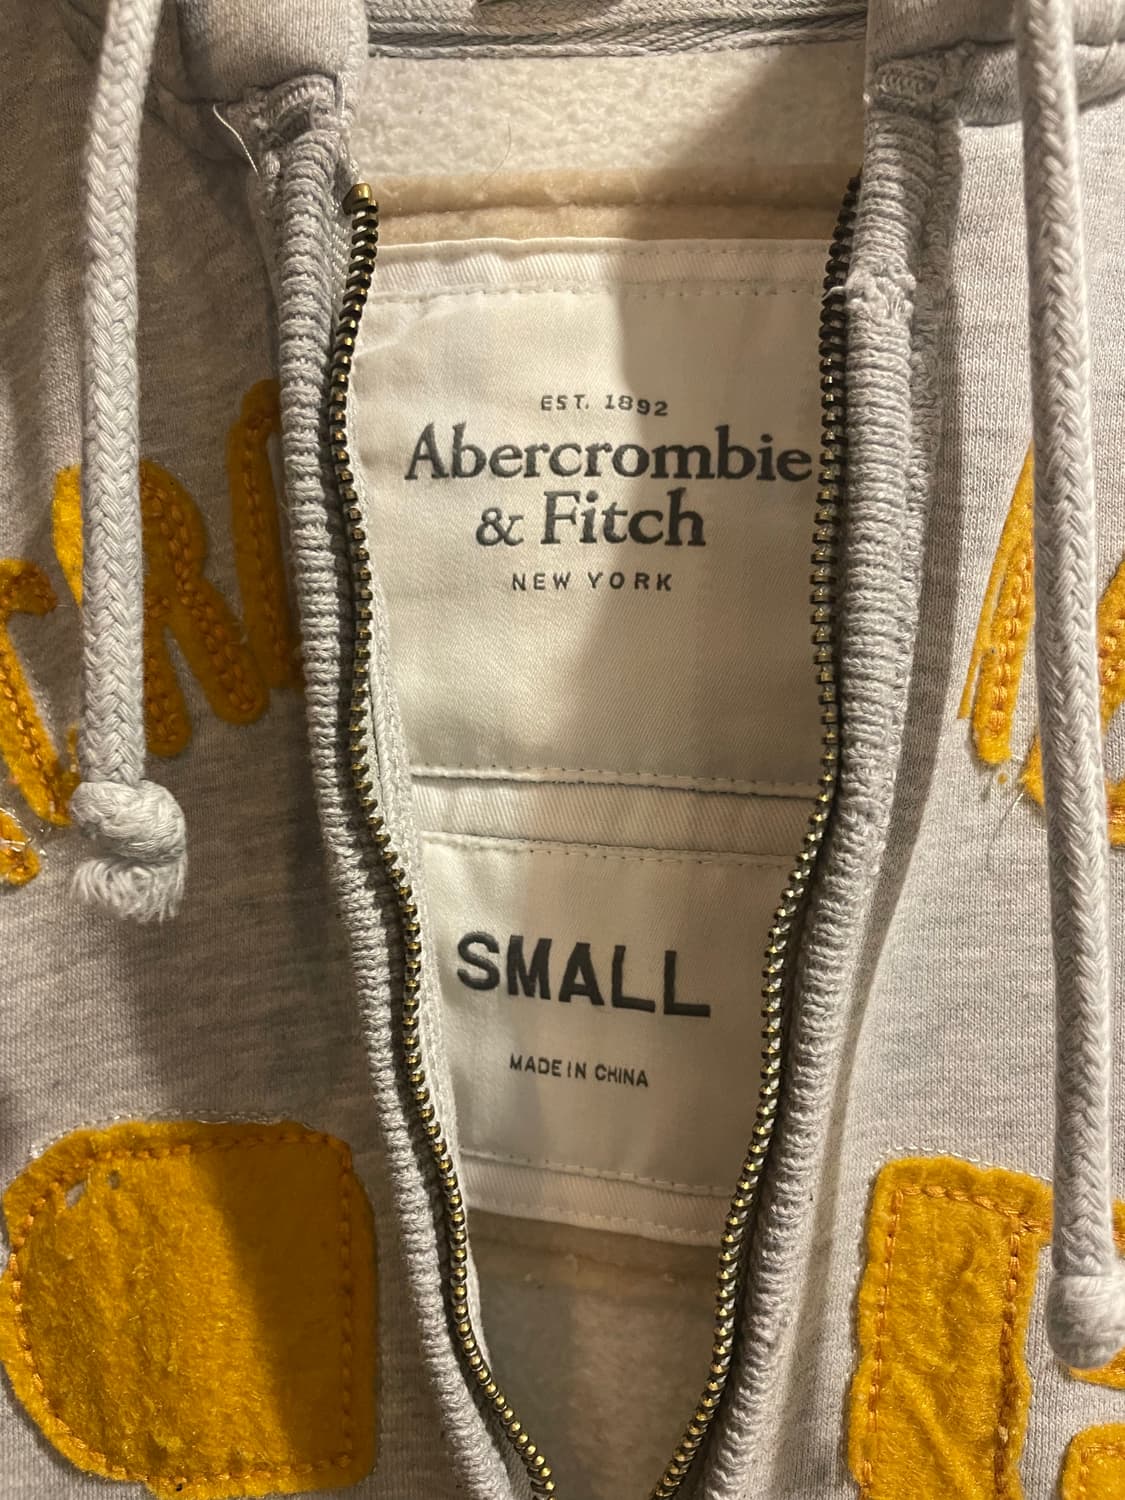 EST. 1892
Abercrombie
& Fitch
NEW YORK
SMALL
MADE IN CHINA